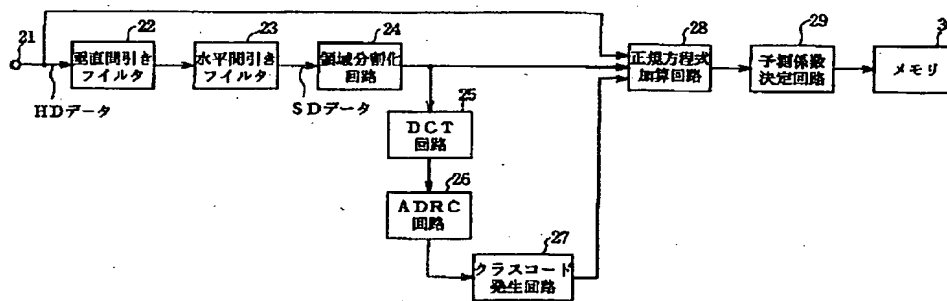 21
HDデータ
22
垂直間引き
フィルタ
23
水平間引き
フィルタ
SDデータ
24
領域分割化
回路
25
DCT
回路
26
ADRC
回路
27
クラスコード
発生回路
28
正規方程式
加算回路
29
予測係数
決定回路
メモリ